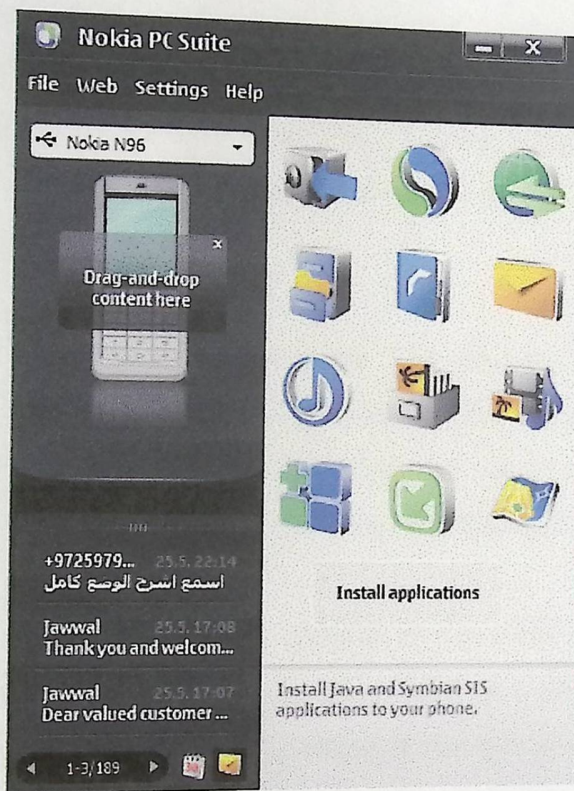 Nokia PC Suite
File Web Settings Help
Nokia N96
Drag-and-drop
content here
+9725979... 25.5. 22:14
اسمع اشرح الوضع كامل
Jawwal 25.5. 17:08
Thank you and welcom...
Jawwal 25.5. 17:07
Dear valued customer ...
1-3/189
Install applications
Install Java and Symbian SIS
applications to your phone.